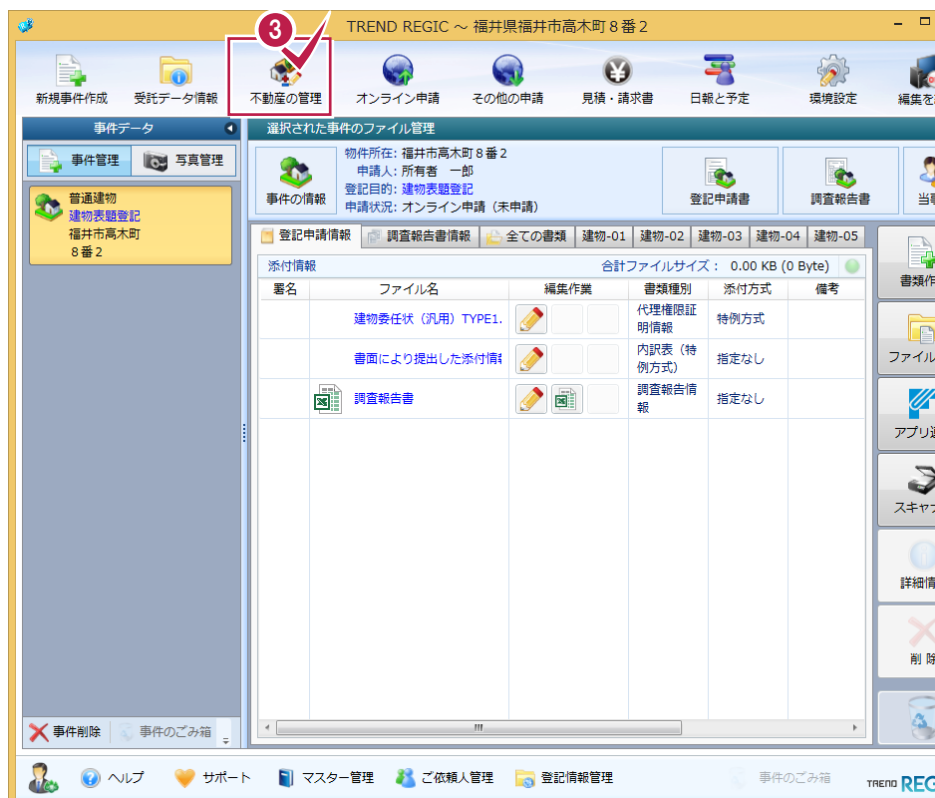 TREND REGIC ～ 福井県福井市高木町８番２
3
新規事件作成 受託データ情報 不動産の管理 オンライン申請 その他の申請 見積・請求書 日報と予定 環境設定 編集を
事件データ
選択された事件のファイル管理
事件管理 写真管理
普通建物
建物表題登記
福井市高木町
８番２
事件の情報
物件所在: 福井市高木町８番２
申請人: 所有者 一郎
登記目的: 建物表題登記
申請状況: オンライン申請（未申請）
登記申請書 調査報告書 当
登記申請情報 調査報告書情報 全ての書類 建物-01 建物-02 建物-03 建物-04 建物-05
添付情報 合計ファイルサイズ： 0.00 KB (0 Byte)
署名 ファイル名 編集作業 書類種別 添付方式 備考
建物委任状（汎用）TYPE1. 代理権限証明情報 特例方式
書面により提出した添付情 内訳表（特例方式） 指定なし
調査報告書 調査報告情報 指定なし
書類作
ファイル
アプリ
スキャ
詳細情
削 除
事件削除 事件のごみ箱
ヘルプ サポート マスター管理 ご依頼人管理 登記情報管理 事件のごみ箱
TREND REG